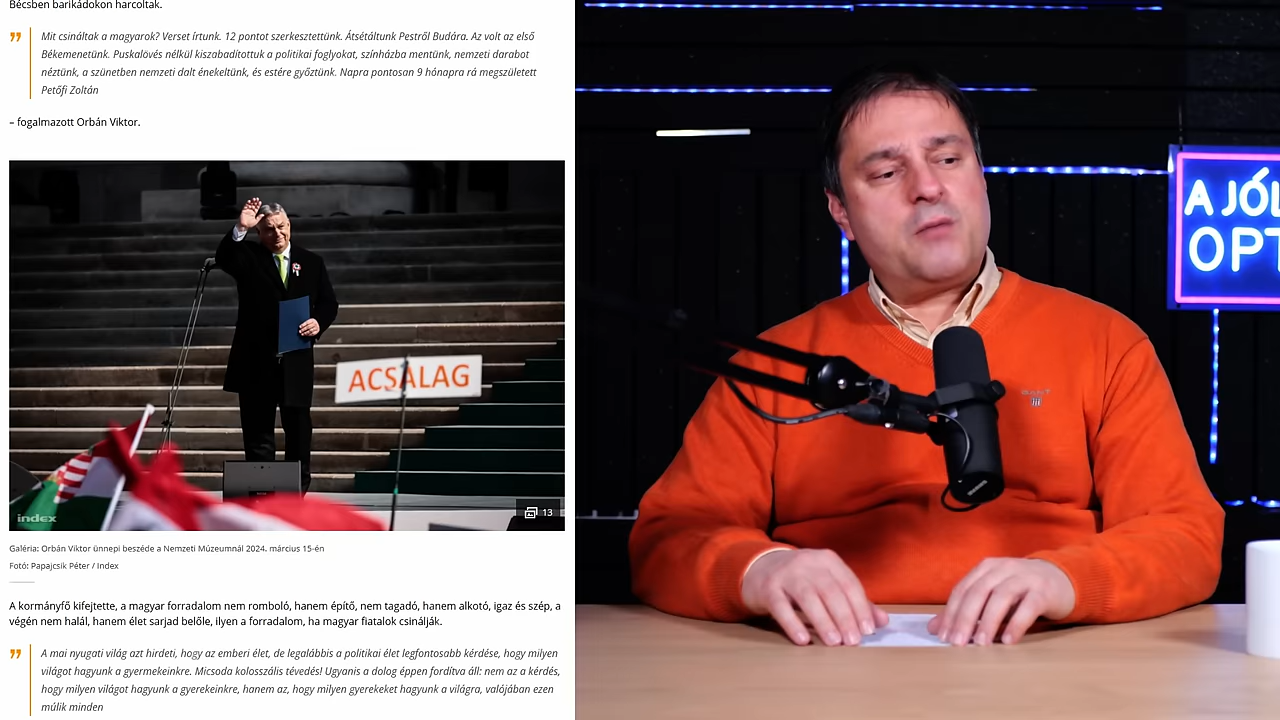 Bécsben barikádokon harcoltak.
Mit csináltak a magyarok? Verset írtunk. 12 pontot szerkesztettünk. Átsétáltunk Pestről Budára. Az volt az első
Békemenetünk. Puskalövés nélkül kiszabadítottuk a politikai foglyokat, színházba mentünk, nemzeti darabot
néztünk, a szünetben nemzeti dalt énekeltünk, és estére győztünk. Napra pontosan 9 hónapra rá megszületett
Petőfi Zoltán
– fogalmazott Orbán Viktor.
ACSALAG
index
13
Galéria: Orbán Viktor ünnepi beszéde a Nemzeti Múzeumnál 2024. március 15-én
Fotó: Papajcsik Péter / Index
A kormányfő kifejtette, a magyar forradalom nem romboló, hanem építő, nem tagadó, hanem alkotó, igaz és szép, a
végén nem halál, hanem élet sarjad belőle, ilyen a forradalom, ha magyar fiatalok csinálják.
A mai nyugati világ azt hirdeti, hogy az emberi élet, de legalábbis a politikai élet legfontosabb kérdése, hogy milyen
világot hagyunk a gyermekeinkre. Micsoda kolosszális tévedés! Ugyanis a dolog éppen fordítva áll: nem az a kérdés,
hogy milyen világot hagyunk a gyerekeinkre, hanem az, hogy milyen gyerekeket hagyunk a világra, valójában ezen
múlik minden
A JÓL
OPT
GANT